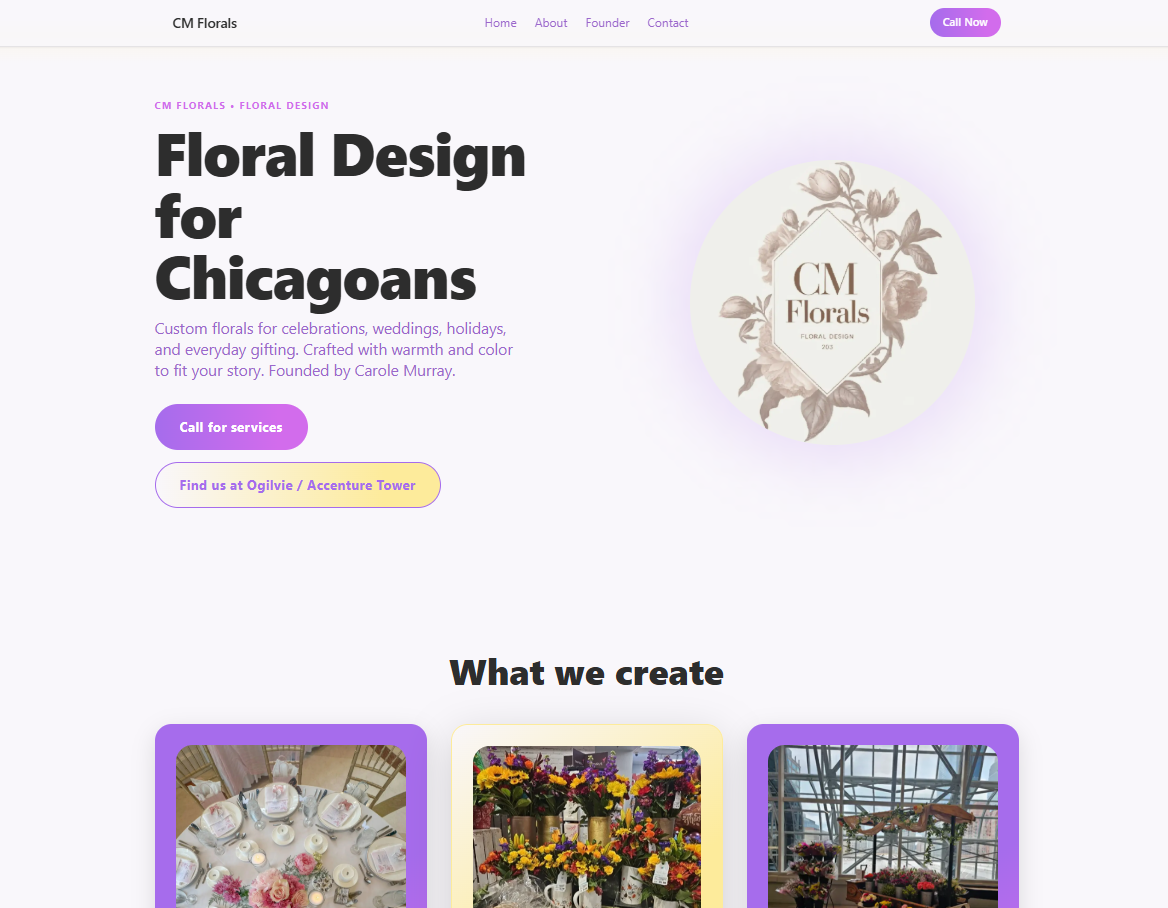 CM Florals
Home About Founder Contact
Call Now
CM FLORALS • FLORAL DESIGN
Floral Design
for
Chicagoans
Custom florals for celebrations, weddings, holidays,
and everyday gifting. Crafted with warmth and color
to fit your story. Founded by Carole Murray.
Call for services
Find us at Ogilvie / Accenture Tower
CM
Florals
FLORAL DESIGN
203
What we create